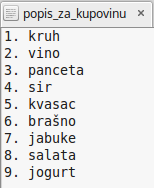 popis_za_kupovinu ×
1. kruh
2. vino
3. panceta
4. sir
5. kvasac
6. brašno
7. jabuke
8. salata
9. jogurt